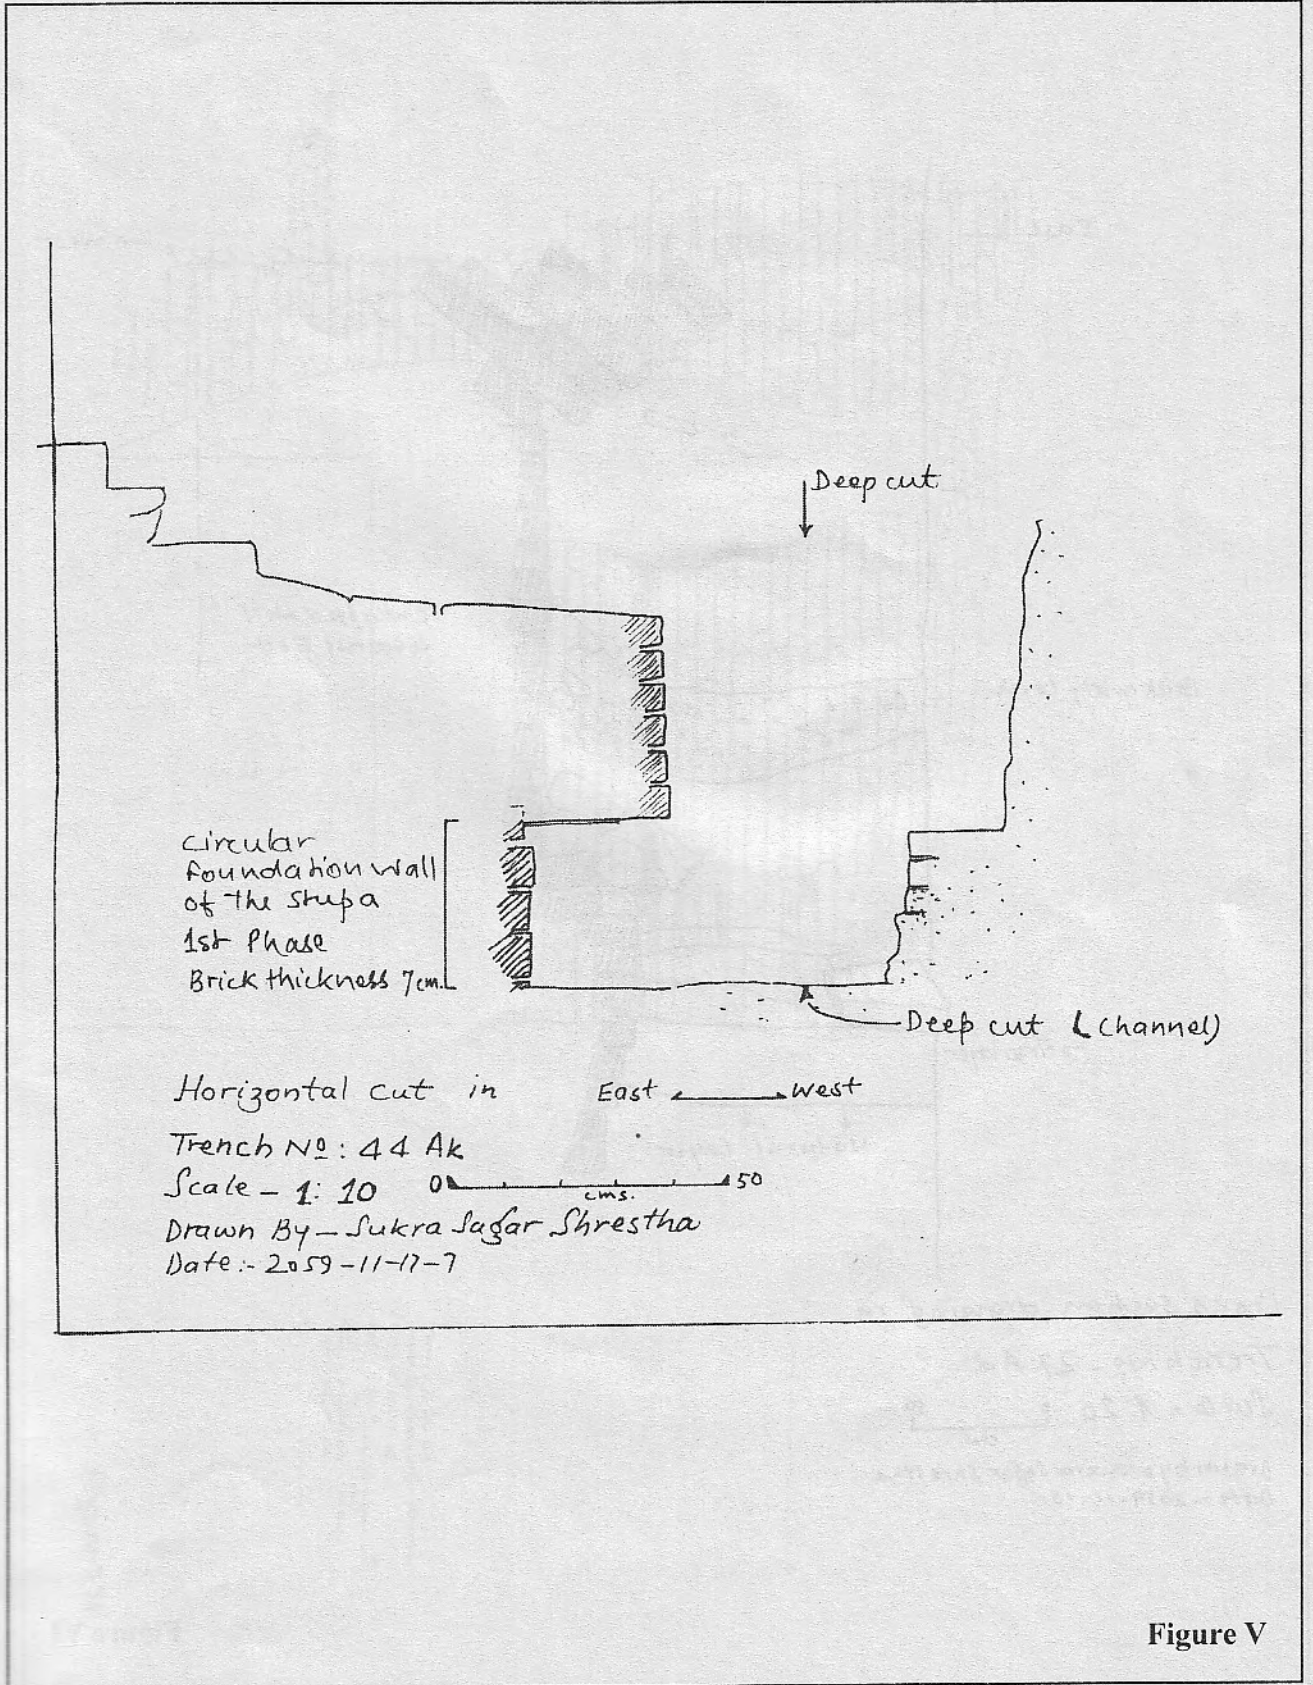 Deep cut
Circular
Foundation wall
of the stupa
1st Phase
Brick thickness 7cm.
Deep cut (Channel)
Horizontal cut in East West
Trench No: 44 Ak
Scale - 1: 10 0 50
cms.
Drawn By - Sukra Sagar Shrestha
Date:- 2059-11-17-7
Figure V